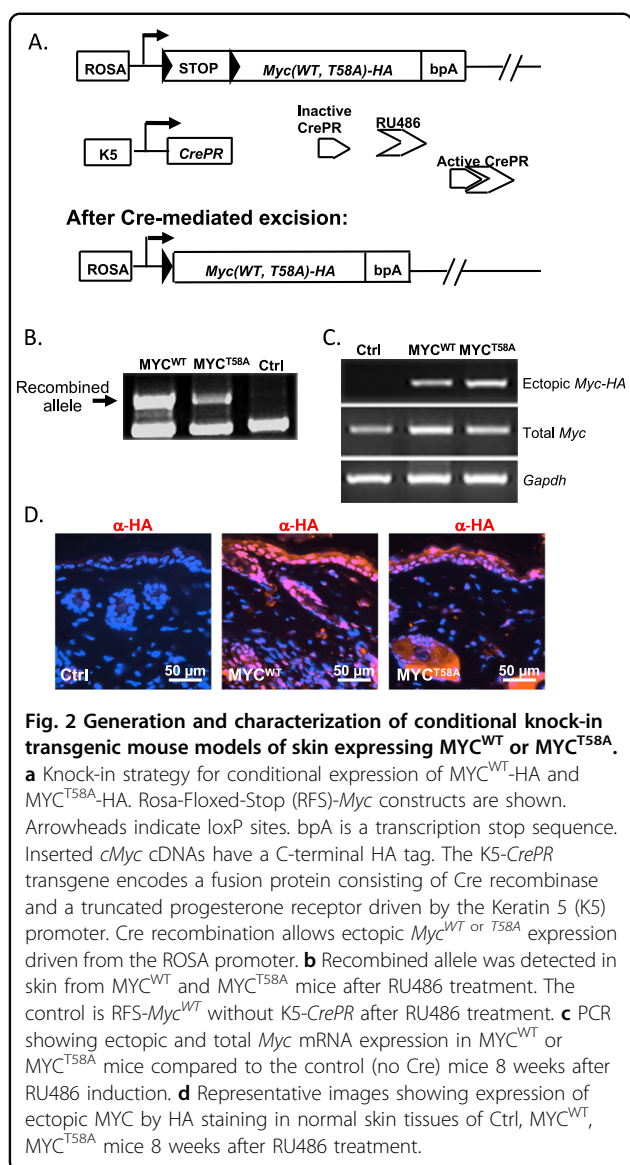 A.
ROSA STOP Myc(WT, T58A)-HA bpA
Inactive CrePR RU486
K5 CrePR Active CrePR
After Cre-mediated excision:
ROSA Myc(WT, T58A)-HA bpA
B.
MYCWT MYCT58A Ctrl
Recombined allele
C.
Ctrl MYCWT MYCT58A
Ectopic Myc-HA
Total Myc
Gapdh
D.
α-HA α-HA α-HA
Ctrl 50 µm MYCWT 50 µm MYCT58A 50 µm
Fig. 2 Generation and characterization of conditional knock-in
transgenic mouse models of skin expressing MYCWT or MYCT58A.
a Knock-in strategy for conditional expression of MYCWT-HA and
MYCT58A-HA. Rosa-Floxed-Stop (RFS)-Myc constructs are shown.
Arrowheads indicate loxP sites. bpA is a transcription stop sequence.
Inserted cMyc cDNAs have a C-terminal HA tag. The K5-CrePR
transgene encodes a fusion protein consisting of Cre recombinase
and a truncated progesterone receptor driven by the Keratin 5 (K5)
promoter. Cre recombination allows ectopic MycWT or T58A expression
driven from the ROSA promoter. b Recombined allele was detected in
skin from MYCWT and MYCT58A mice after RU486 treatment. The
control is RFS-MycWT without K5-CrePR after RU486 treatment. c PCR
showing ectopic and total Myc mRNA expression in MYCWT or
MYCT58A mice compared to the control (no Cre) mice 8 weeks after
RU486 induction. d Representative images showing expression of
ectopic MYC by HA staining in normal skin tissues of Ctrl, MYCWT,
MYCT58A mice 8 weeks after RU486 treatment.